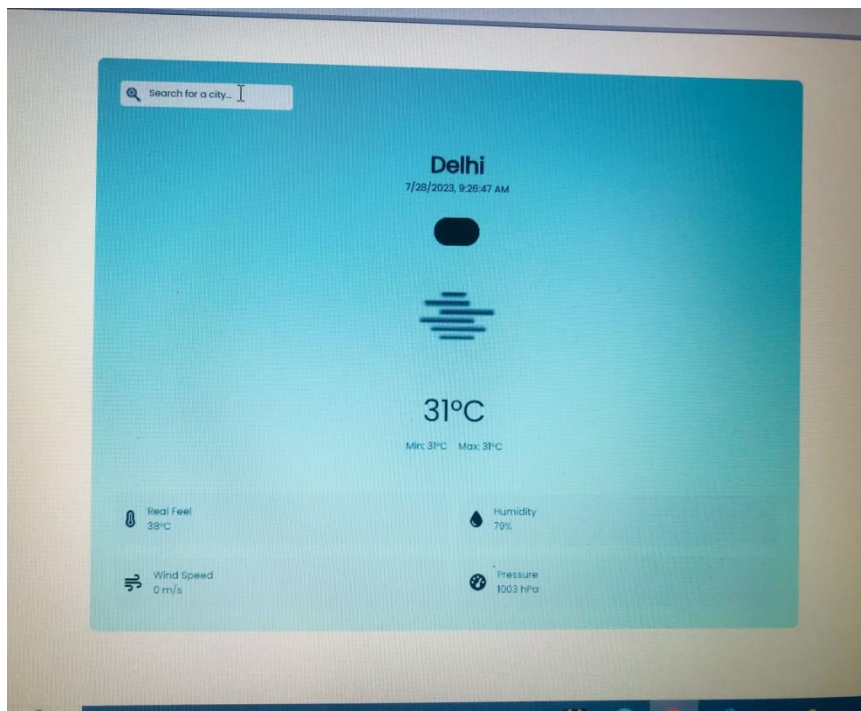 Search for a city...
Delhi
7/28/2023, 9:26:47 AM
31°C
Min: 31°C Max: 31°C
Real Feel
38°C
Humidity
79%
Wind Speed
0 m/s
Pressure
1003 hPa